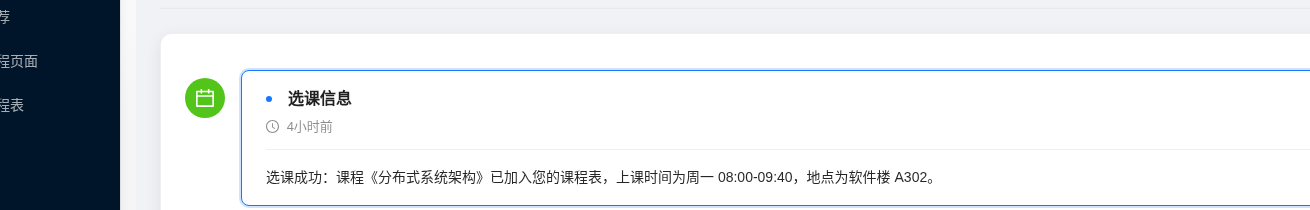 荐
程页面
程表
选课信息
4小时前
选课成功：课程《分布式系统架构》已加入您的课程表，上课时间为周一 08:00-09:40，地点为软件楼 A302。